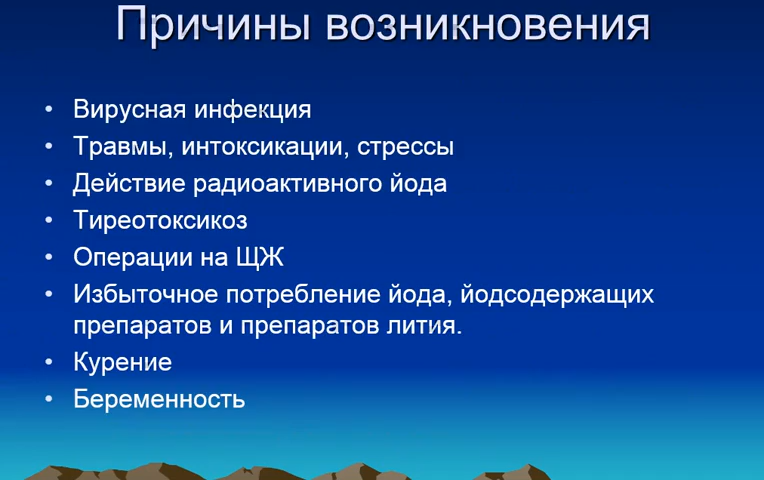 Причины возникновения
• Вирусная инфекция
• Травмы, интоксикации, стрессы
• Действие радиоактивного йода
• Тиреотоксикоз
• Операции на ЩЖ
• Избыточное потребление йода, йодсодержащих
препаратов и препаратов лития.
• Курение
• Беременность